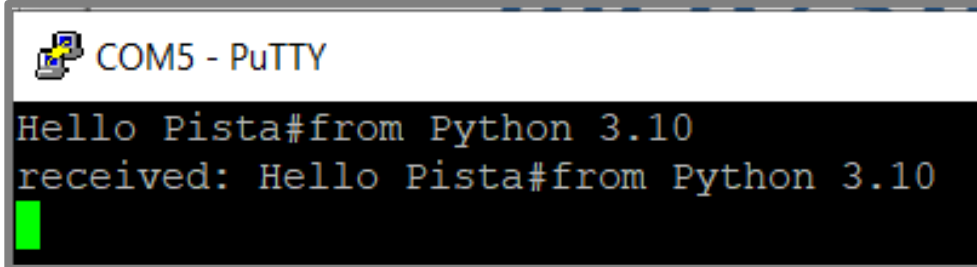 COM5 - PuTTY
Hello Pista#from Python 3.10
received: Hello Pista#from Python 3.10